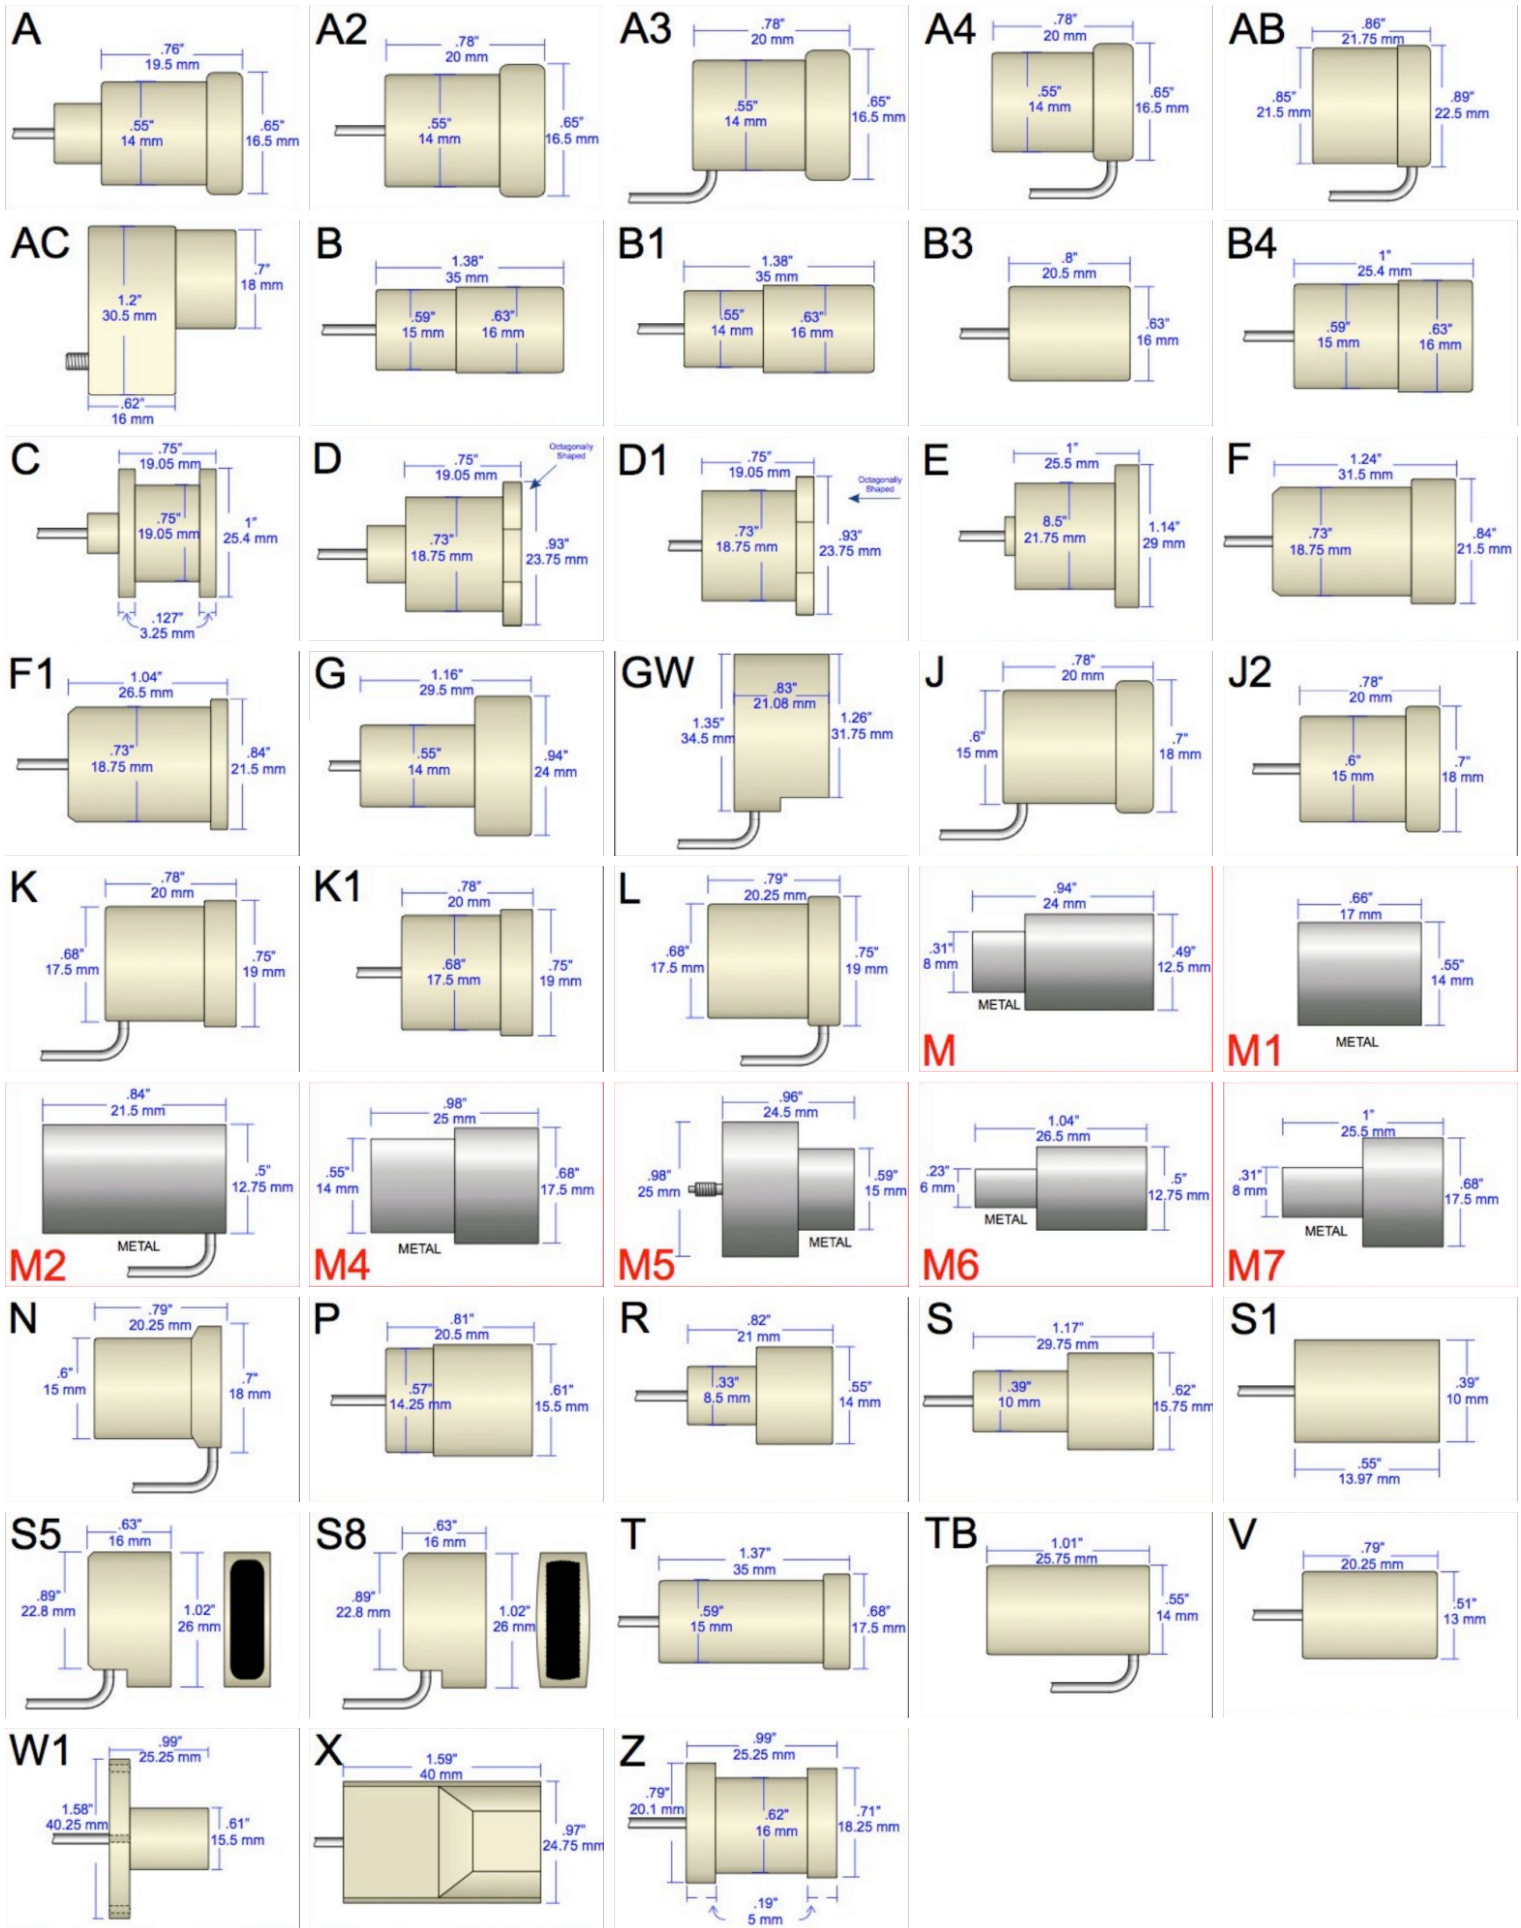 A
.76"
19.5 mm
.55"
14 mm
.65"
16.5 mm
A2
.78"
20 mm
.55"
14 mm
.65"
16.5 mm
A3
.78"
20 mm
.55"
14 mm
.65"
16.5 mm
A4
.78"
20 mm
.55"
14 mm
.65"
16.5 mm
AB
.86"
21.75 mm
.85"
21.5 mm
.89"
22.5 mm
AC
1.2"
30.5 mm
.7"
18 mm
.62"
16 mm
B
1.38"
35 mm
.59"
15 mm
.63"
16 mm
B1
1.38"
35 mm
.55"
14 mm
.63"
16 mm
B3
.8"
20.5 mm
.63"
16 mm
B4
1"
25.4 mm
.59"
15 mm
.63"
16 mm
C
.75"
19.05 mm
.75"
19.05 mm
1"
25.4 mm
.127"
3.25 mm
D
Octagonally
Shaped
.75"
19.05 mm
.73"
18.75 mm
.93"
23.75 mm
D1
.75"
19.05 mm
Octagonally
Shaped
.73"
18.75 mm
.93"
23.75 mm
E
1"
25.5 mm
8.5"
21.75 mm
1.14"
29 mm
F
1.24"
31.5 mm
.73"
18.75 mm
.84"
21.5 mm
F1
1.04"
26.5 mm
.73"
18.75 mm
.84"
21.5 mm
G
1.16"
29.5 mm
.55"
14 mm
.94"
24 mm
GW
.83"
21.08 mm
1.35"
34.5 mm
1.26"
31.75 mm
J
.78"
20 mm
.6"
15 mm
.7"
18 mm
J2
.78"
20 mm
.6"
15 mm
.7"
18 mm
K
.78"
20 mm
.68"
17.5 mm
.75"
19 mm
K1
.78"
20 mm
.68"
17.5 mm
.75"
19 mm
L
.79"
20.25 mm
.68"
17.5 mm
.75"
19 mm
.94"
24 mm
.31"
8 mm
.49"
12.5 mm
METAL
M
.66"
17 mm
.55"
14 mm
METAL
M1
.84"
21.5 mm
.5"
12.75 mm
METAL
M2
.98"
25 mm
.55"
14 mm
.68"
17.5 mm
METAL
M4
.96"
24.5 mm
.98"
25 mm
.59"
15 mm
METAL
M5
1.04"
26.5 mm
.23"
6 mm
.5"
12.75 mm
METAL
M6
1"
25.5 mm
.31"
8 mm
.68"
17.5 mm
METAL
M7
N
.79"
20.25 mm
.6"
15 mm
.7"
18 mm
P
.81"
20.5 mm
.57"
14.25 mm
.61"
15.5 mm
R
.82"
21 mm
.33"
8.5 mm
.55"
14 mm
S
1.17"
29.75 mm
.39"
10 mm
.62"
15.75 mm
S1
.39"
10 mm
.55"
13.97 mm
S5
.63"
16 mm
.89"
22.8 mm
1.02"
26 mm
S8
.63"
16 mm
.89"
22.8 mm
1.02"
26 mm
T
1.37"
35 mm
.59"
15 mm
.68"
17.5 mm
TB
1.01"
25.75 mm
.55"
14 mm
V
.79"
20.25 mm
.51"
13 mm
W1
.99"
25.25 mm
1.58"
40.25 mm
.61"
15.5 mm
X
1.59"
40 mm
.97"
24.75 mm
Z
.99"
25.25 mm
.79"
20.1 mm
.62"
16 mm
.71"
18.25 mm
.19"
5 mm